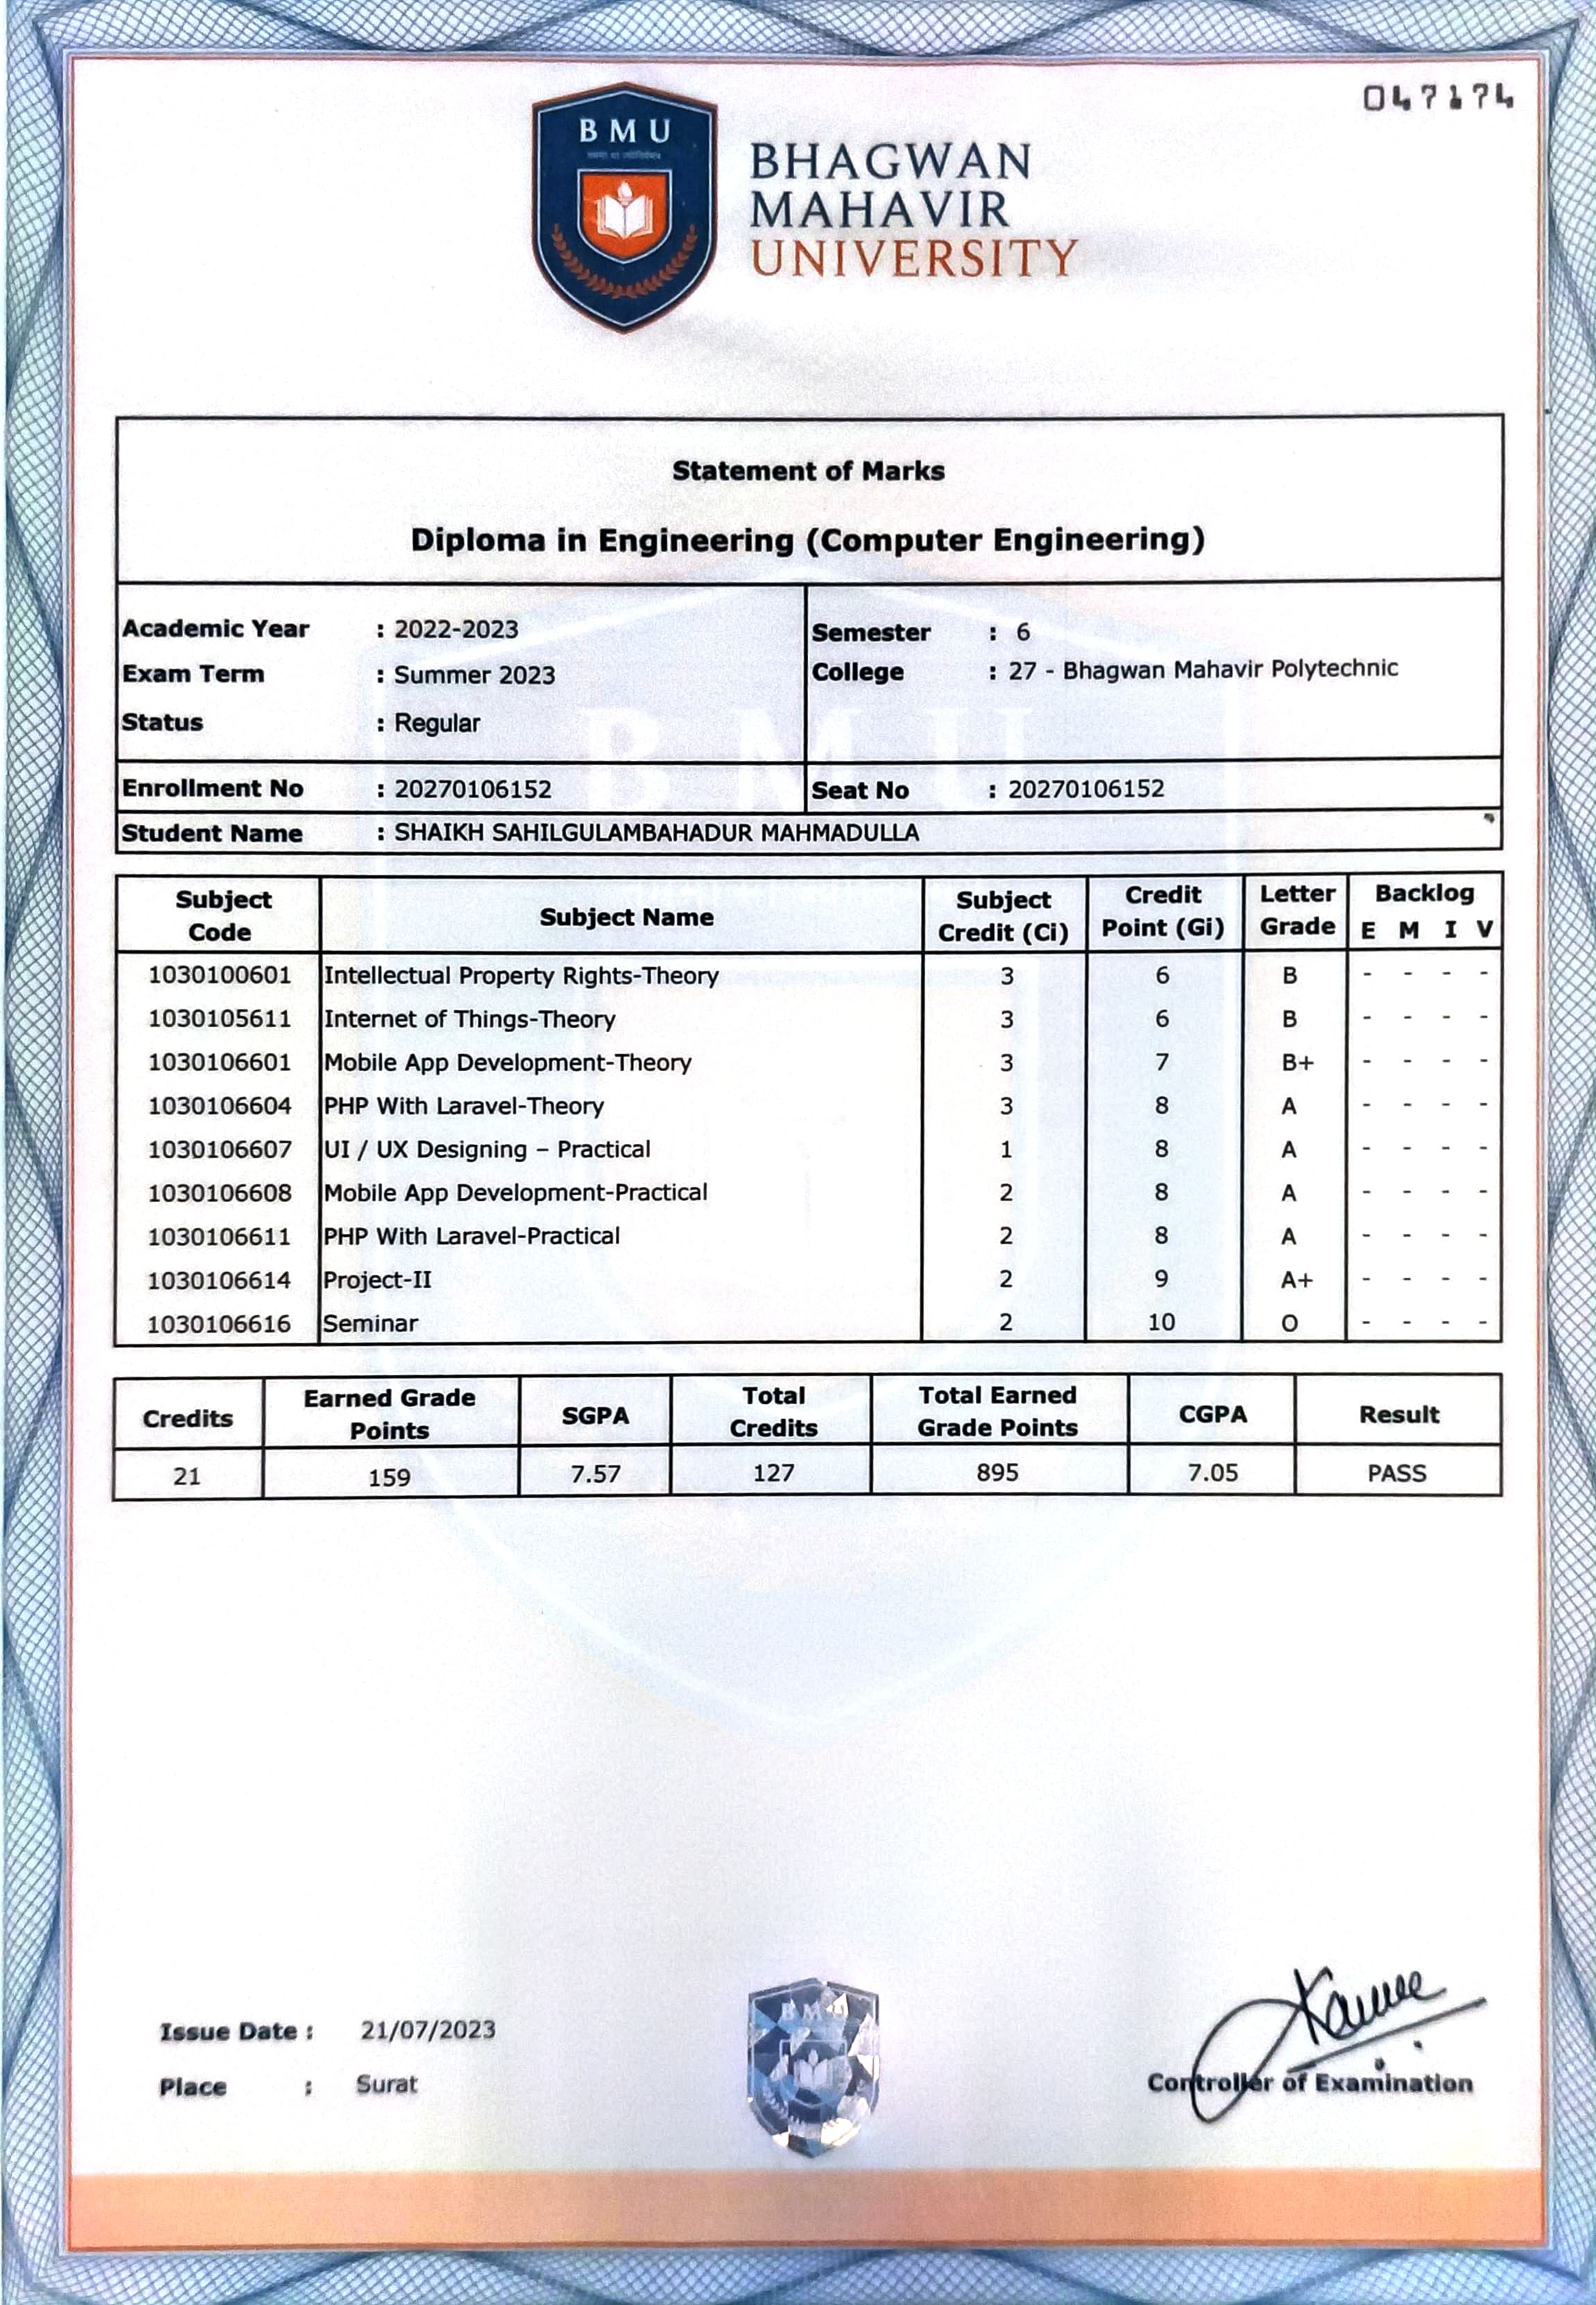 047174
BMU
BHAGWAN
MAHAVIR
UNIVERSITY
Statement of Marks
Diploma in Engineering (Computer Engineering)
Academic Year : 2022-2023 Semester : 6
Exam Term : Summer 2023 College : 27 - Bhagwan Mahavir Polytechnic
Status : Regular
Enrollment No : 20270106152 Seat No : 20270106152
Student Name : SHAIKH SAHILGULAMBAHADUR MAHMADULLA
Subject Code Subject Name Subject Credit (Ci) Credit Point (Gi) Letter Grade Backlog E M I V
1030100601 Intellectual Property Rights-Theory 3 6 B - - - -
1030105611 Internet of Things-Theory 3 6 B - - - -
1030106601 Mobile App Development-Theory 3 7 B+ - - - -
1030106604 PHP With Laravel-Theory 3 8 A - - - -
1030106607 UI / UX Designing – Practical 1 8 A - - - -
1030106608 Mobile App Development-Practical 2 8 A - - - -
1030106611 PHP With Laravel-Practical 2 8 A - - - -
1030106614 Project-II 2 9 A+ - - - -
1030106616 Seminar 2 10 O - - - -
Credits Earned Grade Points SGPA Total Credits Total Earned Grade Points CGPA Result
21 159 7.57 127 895 7.05 PASS
BMU
Issue Date : 21/07/2023
Place : Surat
Controller of Examination